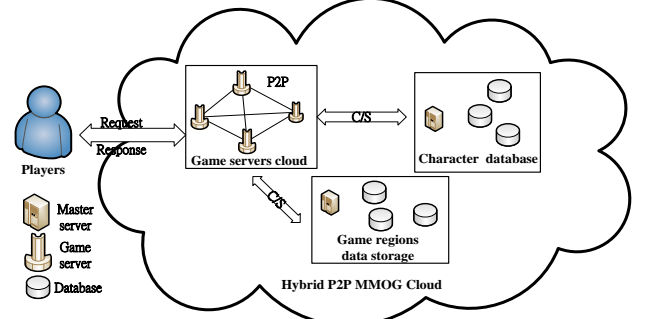 P2P
Request
Response
Players
Game servers cloud
C/S
Character database
C/S
Game regions
data storage
Master
server
Game
server
Database
Hybrid P2P MMOG Cloud